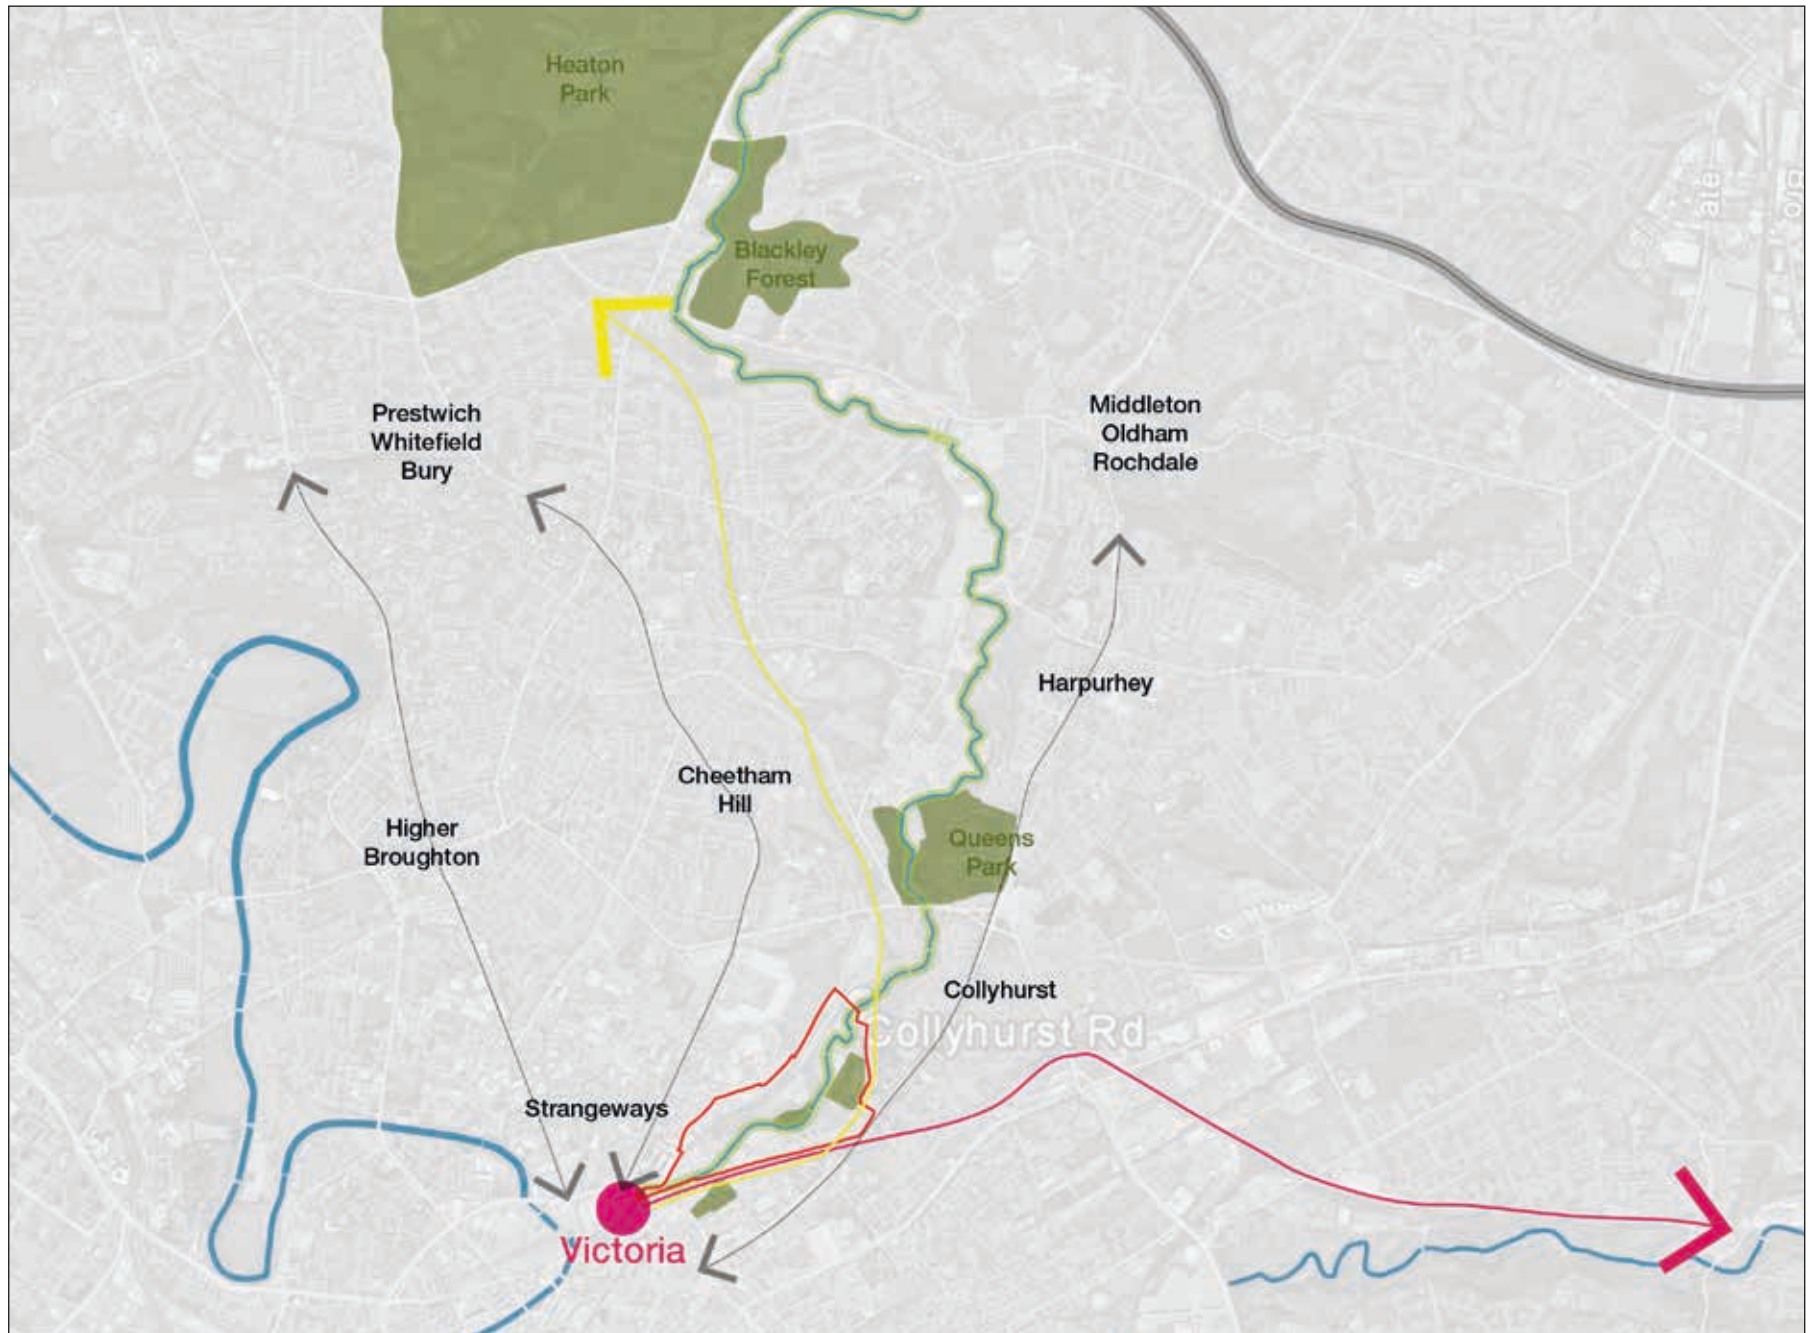 Heaton
Park
Blackley
Forest
Prestwich
Whitefield
Bury
Middleton
Oldham
Rochdale
Harpurhey
Cheetham
Hill
Higher
Broughton
Queens
Park
Collyhurst
Collyhurst Rd
Strangeways
Victoria